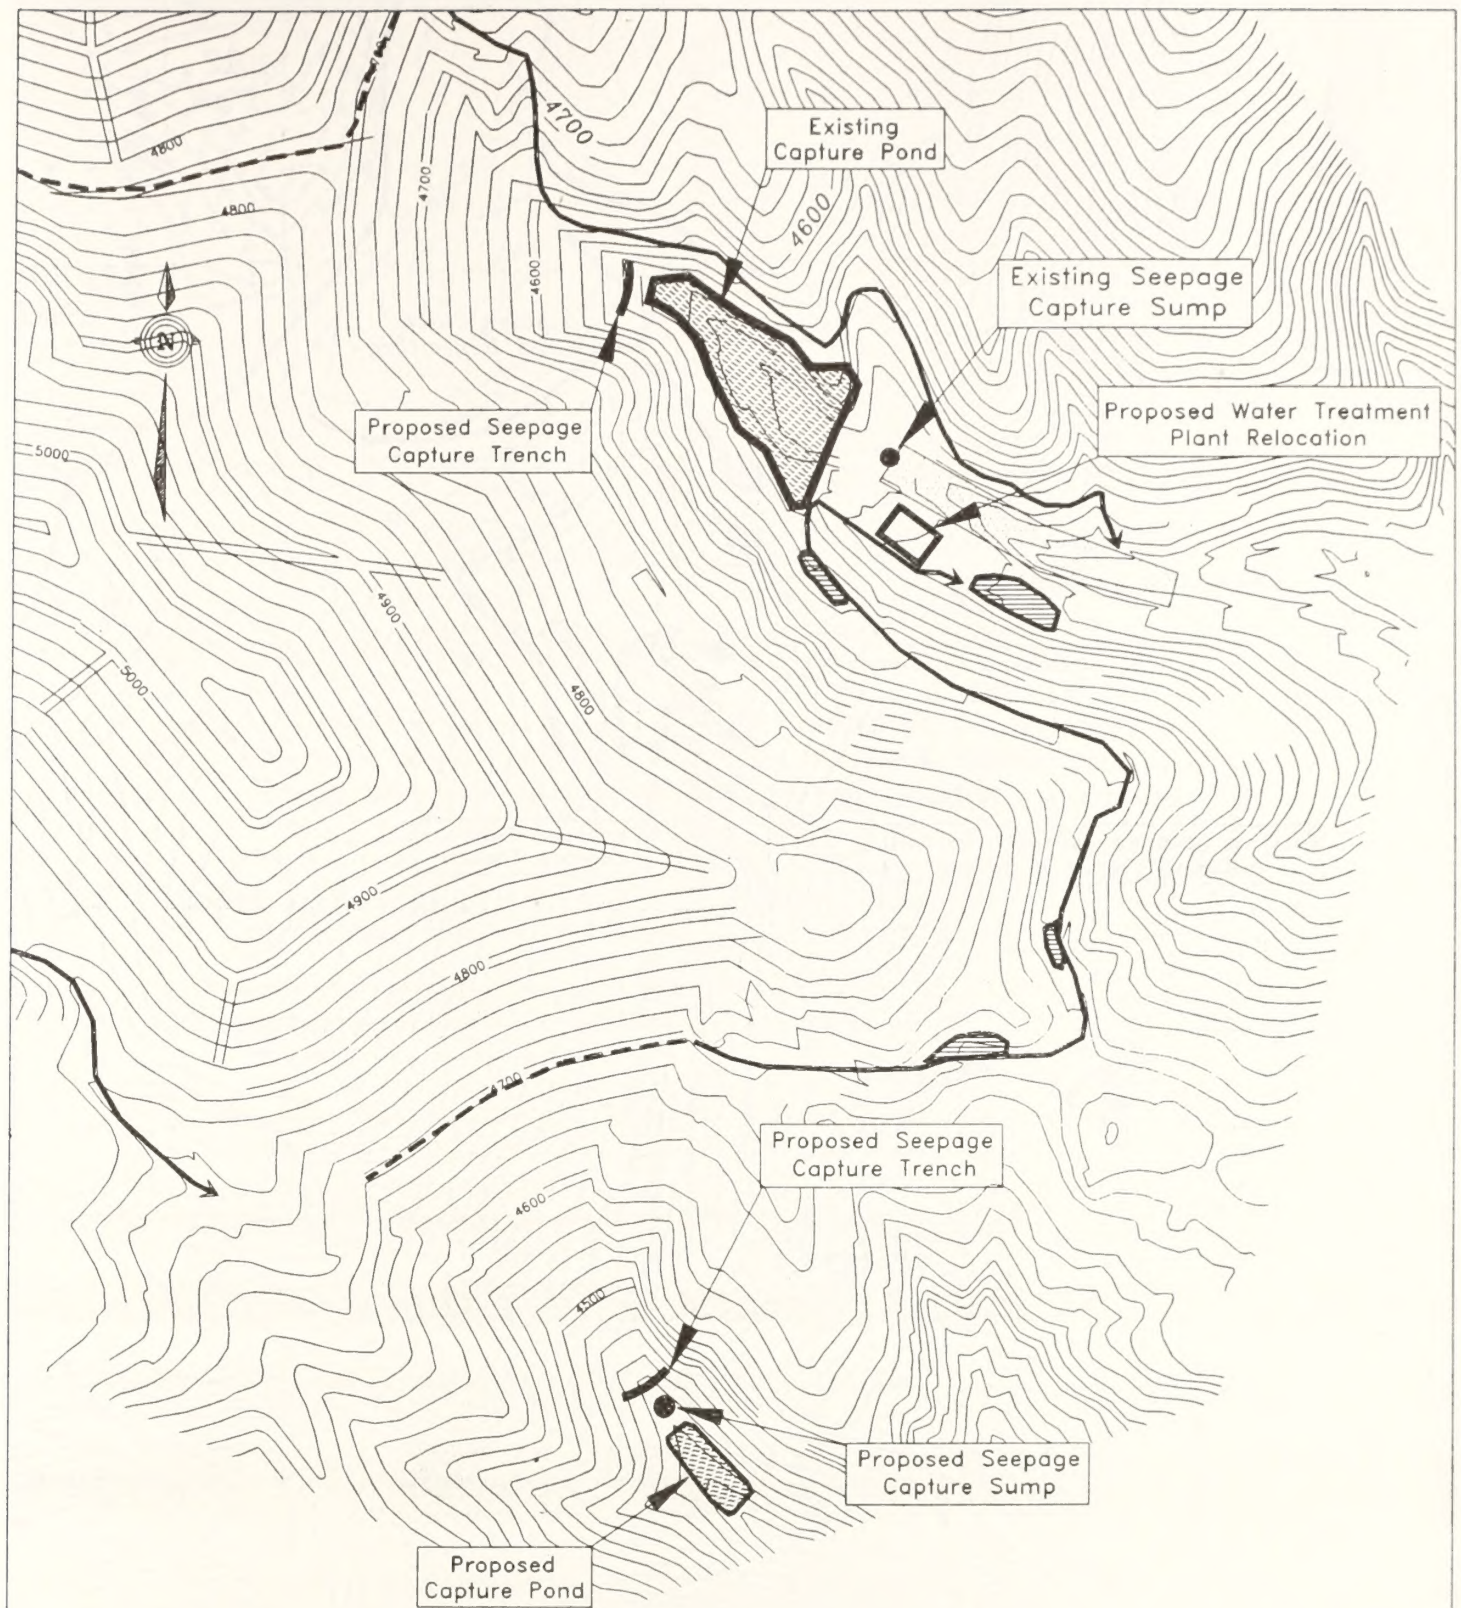 4700
Existing
Capture Pond
4800
4700
4800
4600
4600
Existing Seepage
Capture Sump
N
Proposed Water Treatment
Plant Relocation
Proposed Seepage
Capture Trench
5000
4900
5000
4800
4900
4800
4700
Proposed Seepage
Capture Trench
4600
4500
Proposed Seepage
Capture Sump
Proposed
Capture Pond